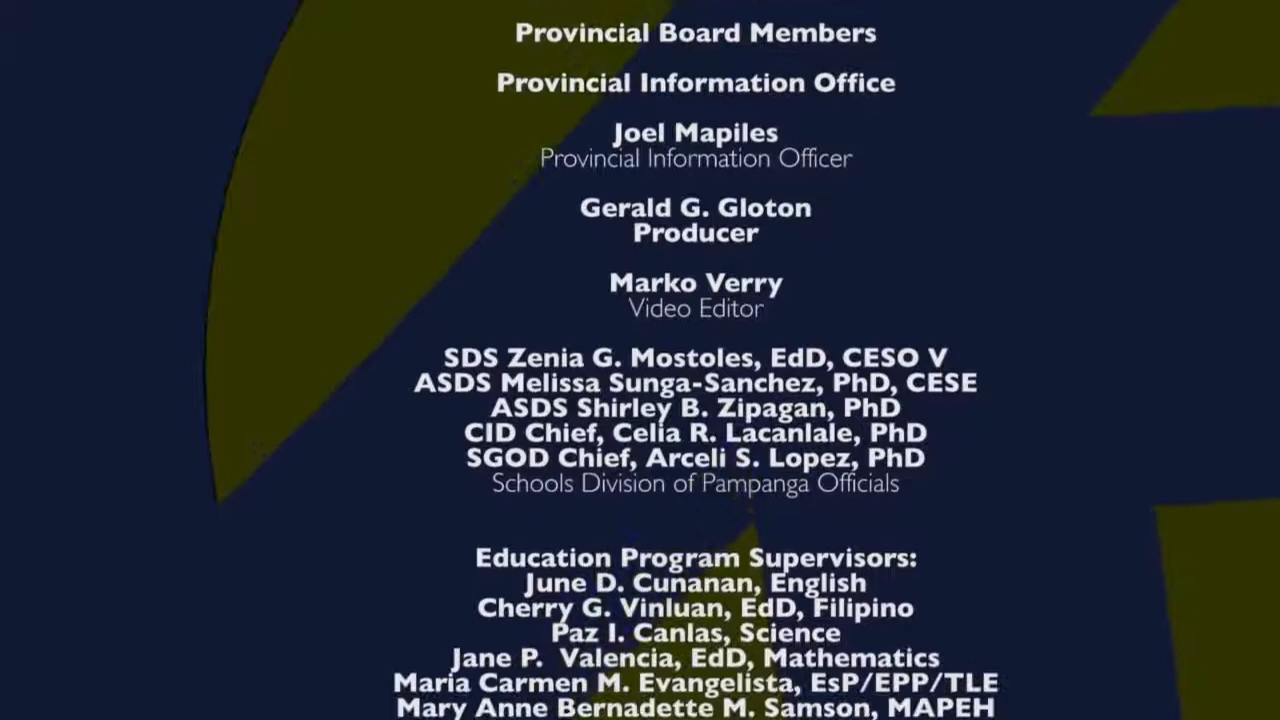 Provincial Board Members
Provincial Information Office
Joel Mapiles
Provincial Information Officer
Gerald G. Gloton
Producer
Marko Verry
Video Editor
SDS Zenia G. Mostoles, EdD, CESO V
ASDS Melissa Sunga-Sanchez, PhD, CESE
ASDS Shirley B. Zipagan, PhD
CID Chief, Celia R. Lacanlale, PhD
SGOD Chief, Arceli S. Lopez, PhD
Schools Division of Pampanga Officials
Education Program Supervisors:
June D. Cunanan, English
Cherry G. Vinluan, EdD, Filipino
Paz I. Canlas, Science
Jane P.  Valencia, EdD, Mathematics
Maria Carmen M. Evangelista, EsP/EPP/TLE
Mary Anne Bernadette M. Samson, MAPEH